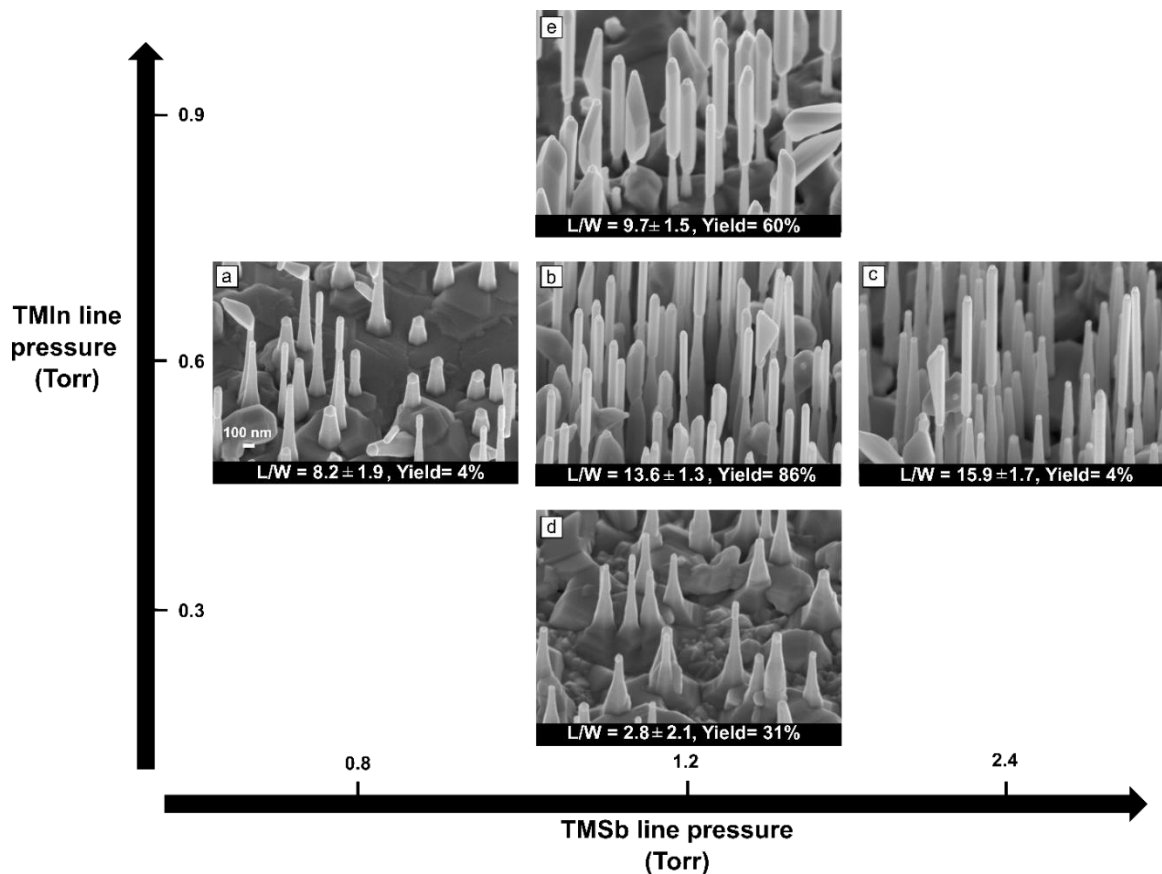 e
0.9
L/W = 9.7± 1.5, Yield= 60%
a
b
c
TMIn line
pressure
(Torr)
0.6
100 nm
L/W = 8.2 ± 1.9, Yield= 4%
L/W = 13.6 ± 1.3, Yield= 86%
L/W = 15.9 ±1.7, Yield= 4%
d
0.3
L/W = 2.8± 2.1, Yield= 31%
0.8
1.2
2.4
TMSb line pressure
(Torr)